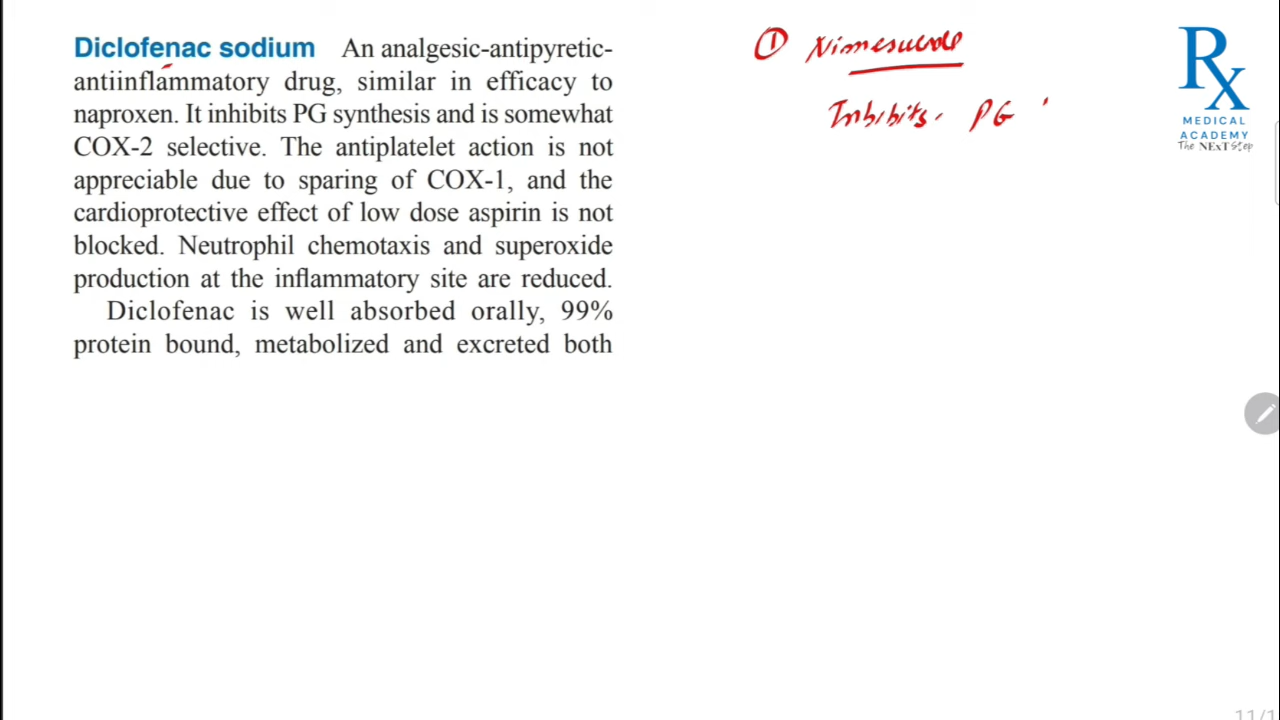 Diclofenac sodium An analgesic-antipyretic-
antiinflammatory drug, similar in efficacy to
naproxen. It inhibits PG synthesis and is somewhat
COX-2 selective. The antiplatelet action is not
appreciable due to sparing of COX-1, and the
cardioprotective effect of low dose aspirin is not
blocked. Neutrophil chemotaxis and superoxide
production at the inflammatory site are reduced.
Diclofenac is well absorbed orally, 99%
protein bound, metabolized and excreted both
① Nimesulide
Inhibits. PG
Rx
MEDICAL
ACADEMY
The NExT Step